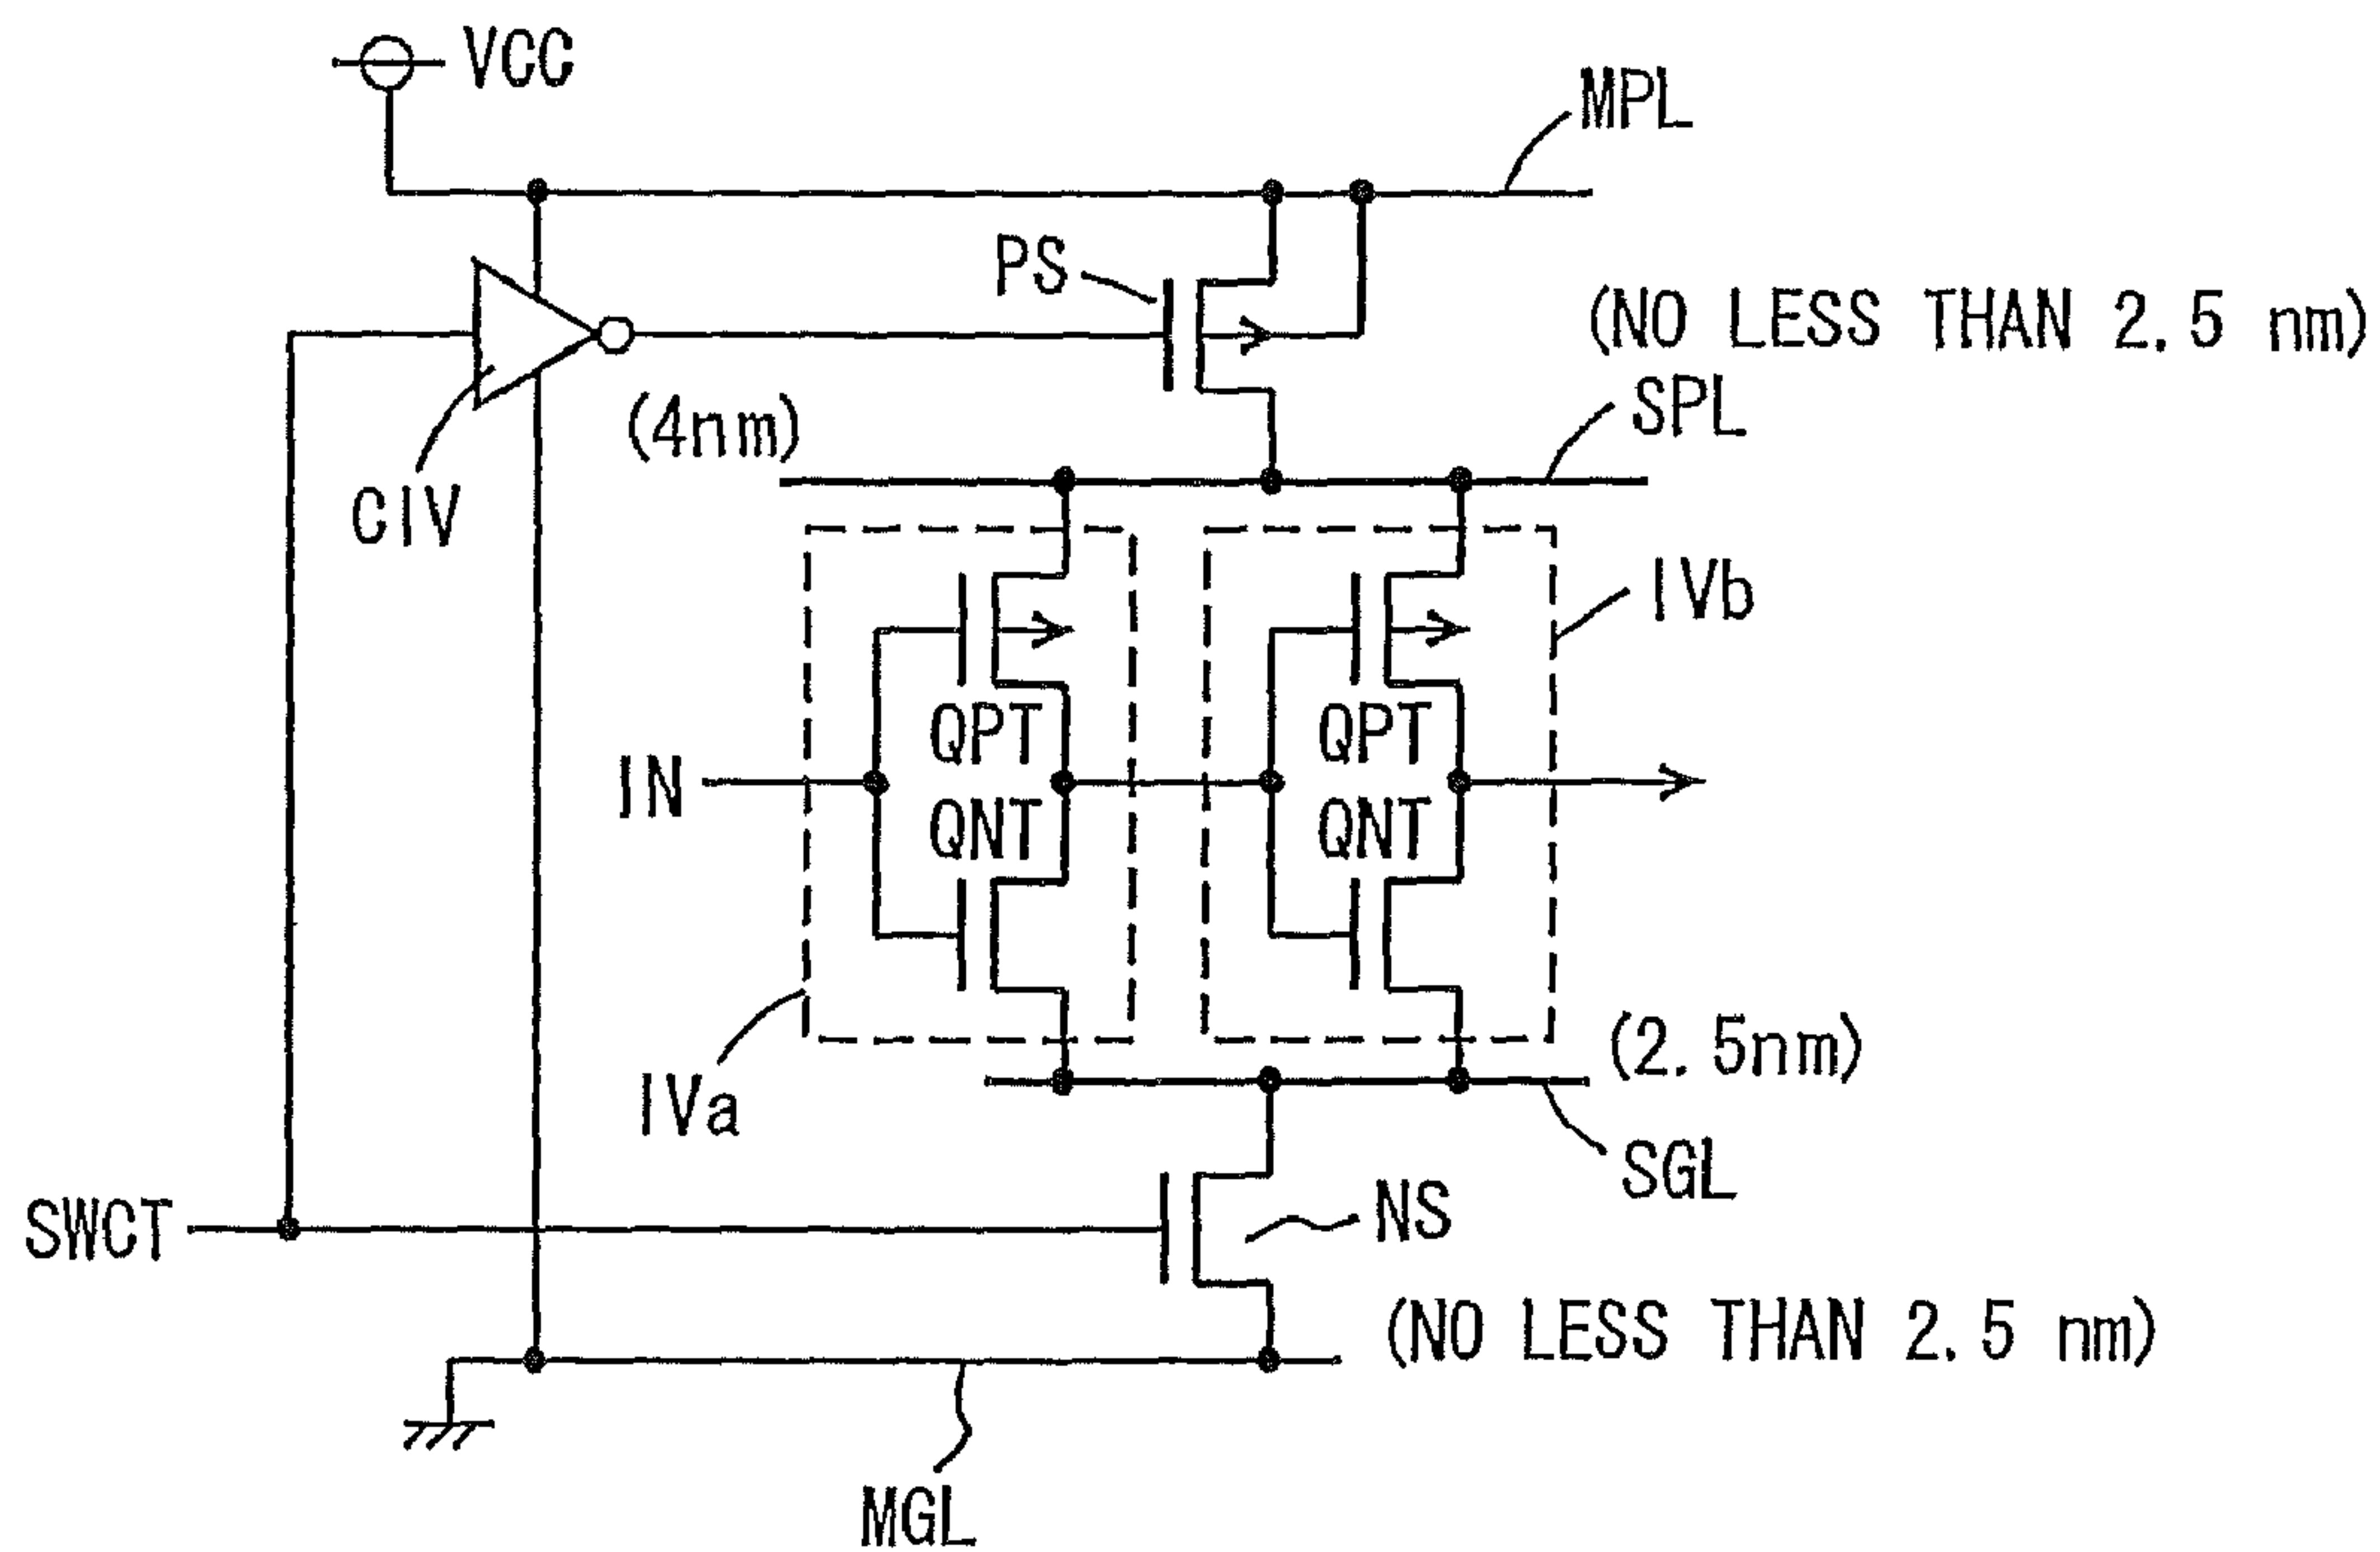 VCC
MPL
PS
(NO LESS THAN 2.5 nm)
(4nm)
SPL
CIV
IVb
QPT
QPT
IN
QNT
QNT
(2.5nm)
IVa
SGL
SWCT
NS
(NO LESS THAN 2.5 nm)
MGL